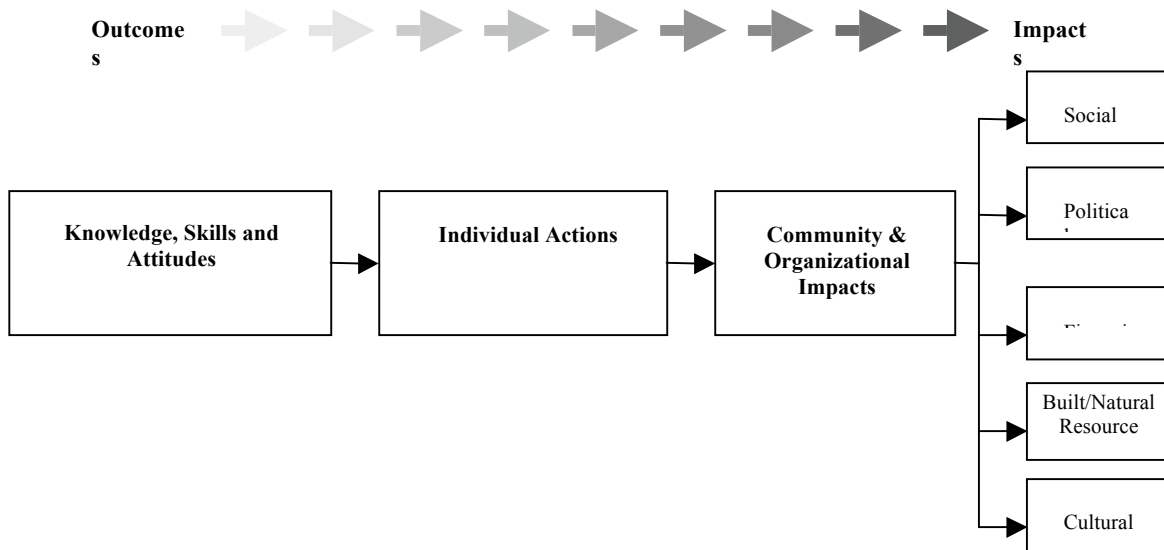 Outcome
s
Impact
s
Social
Knowledge, Skills and
Attitudes
Individual Actions
Community &
Organizational
Impacts
Politica
Built/Natural
Resource
Cultural